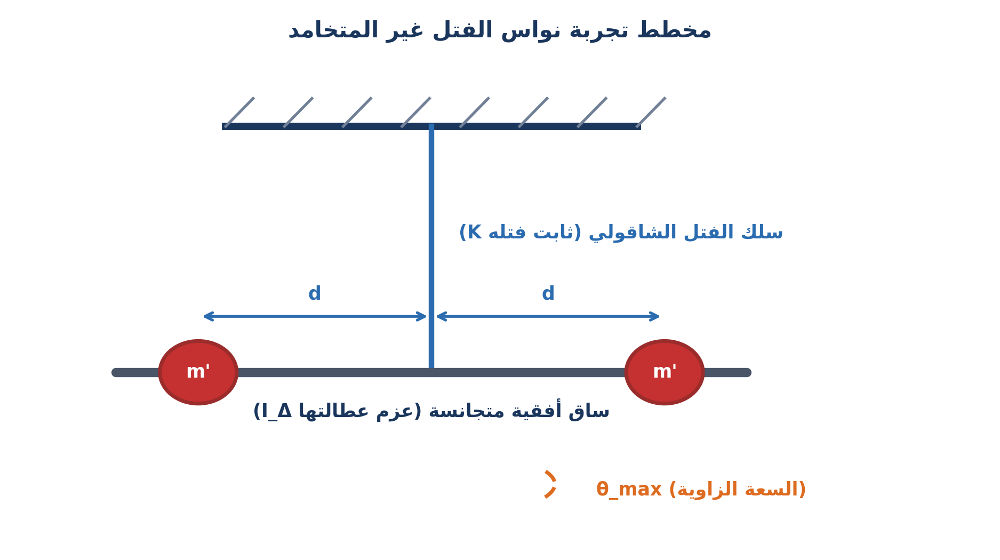 مخطط تجربة نواس الفتل غير المتخامد
سلك الفتل الشاقولي (ثابت فتله K)
d
d
m'
m'
ساق أفقية متجانسة (عزم عطالتها I_Δ)
θ_max (السعة الزاوية)